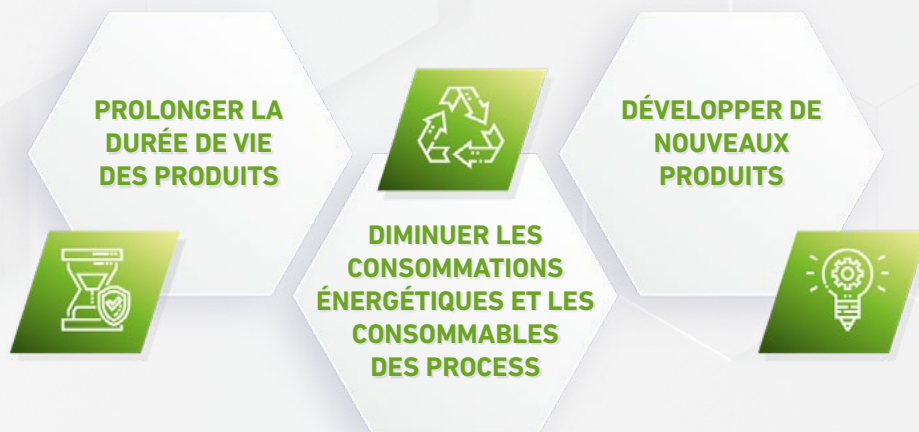 PROLONGER LA
DURÉE DE VIE
DES PRODUITS
DIMINUER LES
CONSOMMATIONS
ÉNERGÉTIQUES ET LES
CONSOMMABLES
DES PROCESS
DÉVELOPPER DE
NOUVEAUX
PRODUITS